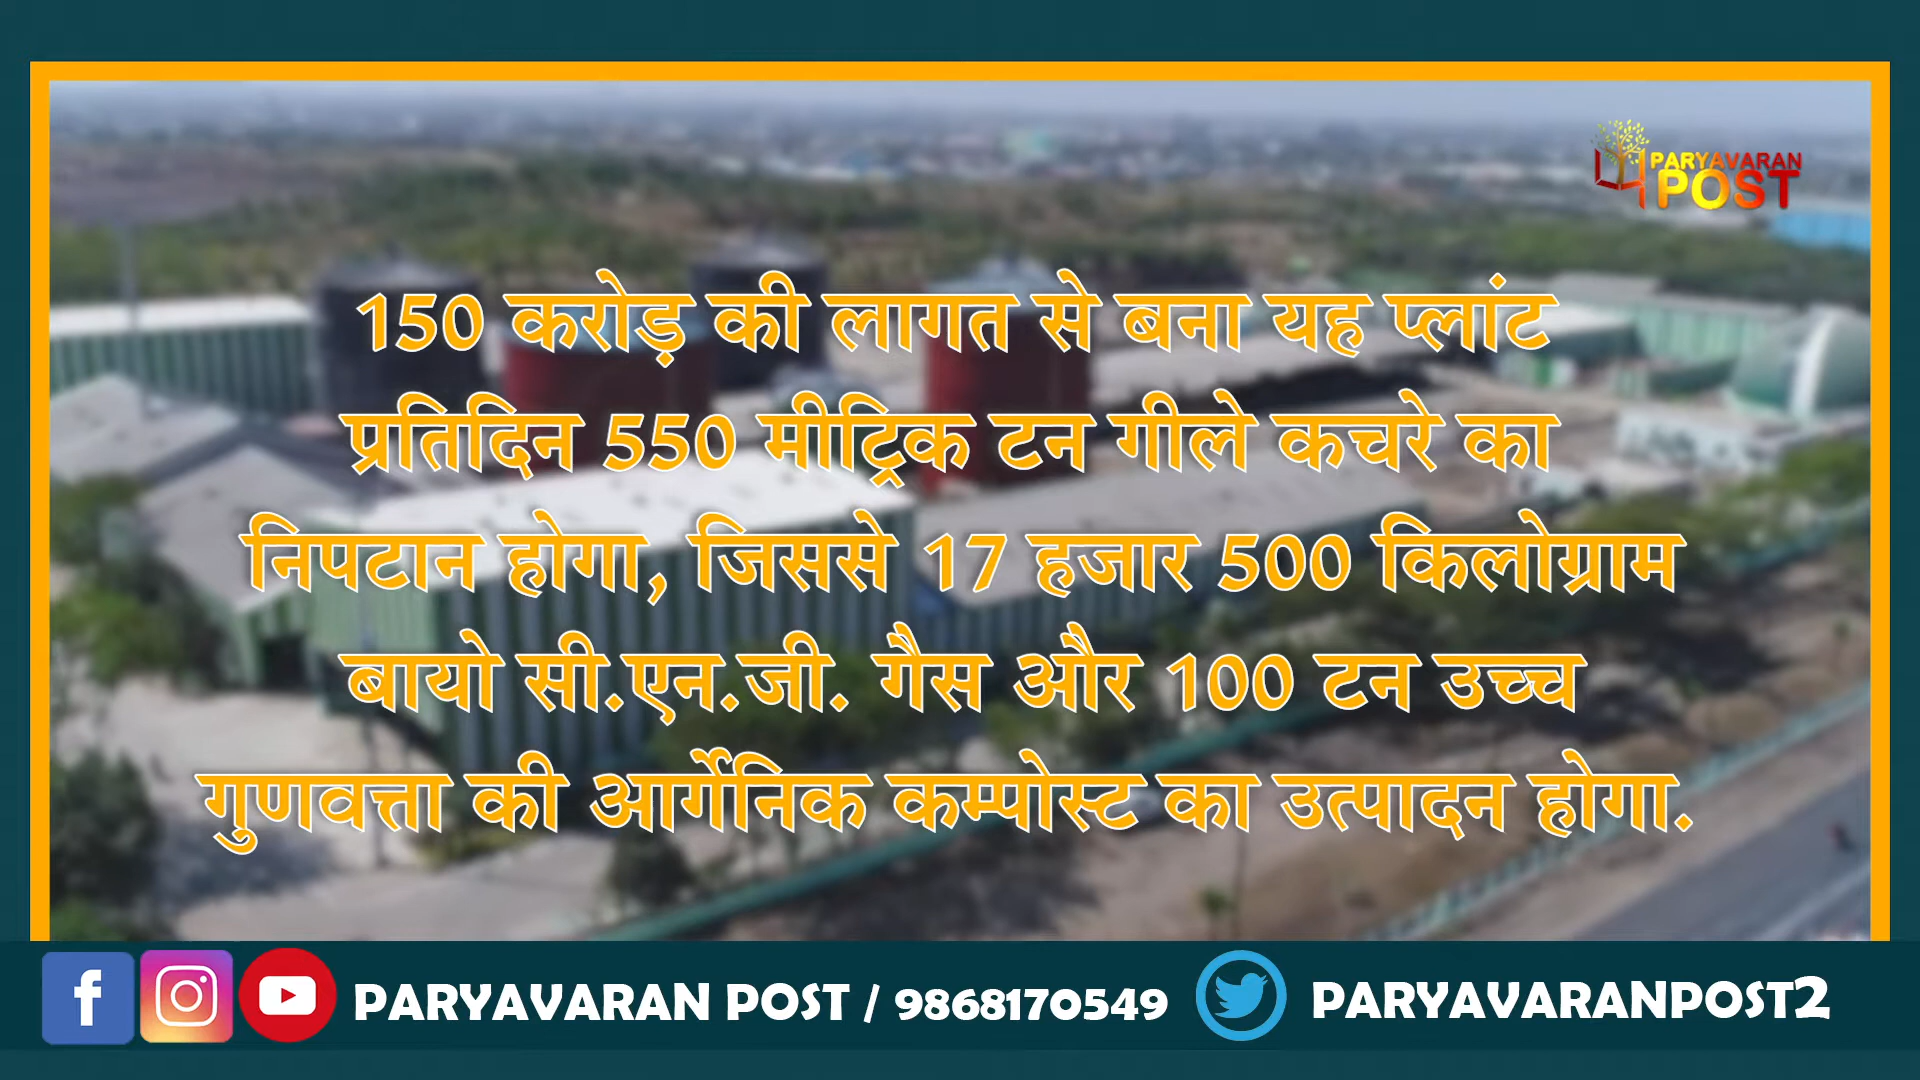 PARYAVARAN
POST
150 करोड़ की लागत से बना यह प्लांट
प्रतिदिन 550 मीट्रिक टन गीले कचरे का
निपटान होगा, जिससे 17 हजार 500 किलोग्राम
बायो सी.एन.जी. गैस और 100 टन उच्च
गुणवत्ता की आर्गेनिक कम्पोस्ट का उत्पादन होगा.
PARYAVARAN POST / 9868170549 PARYAVARANPOST2